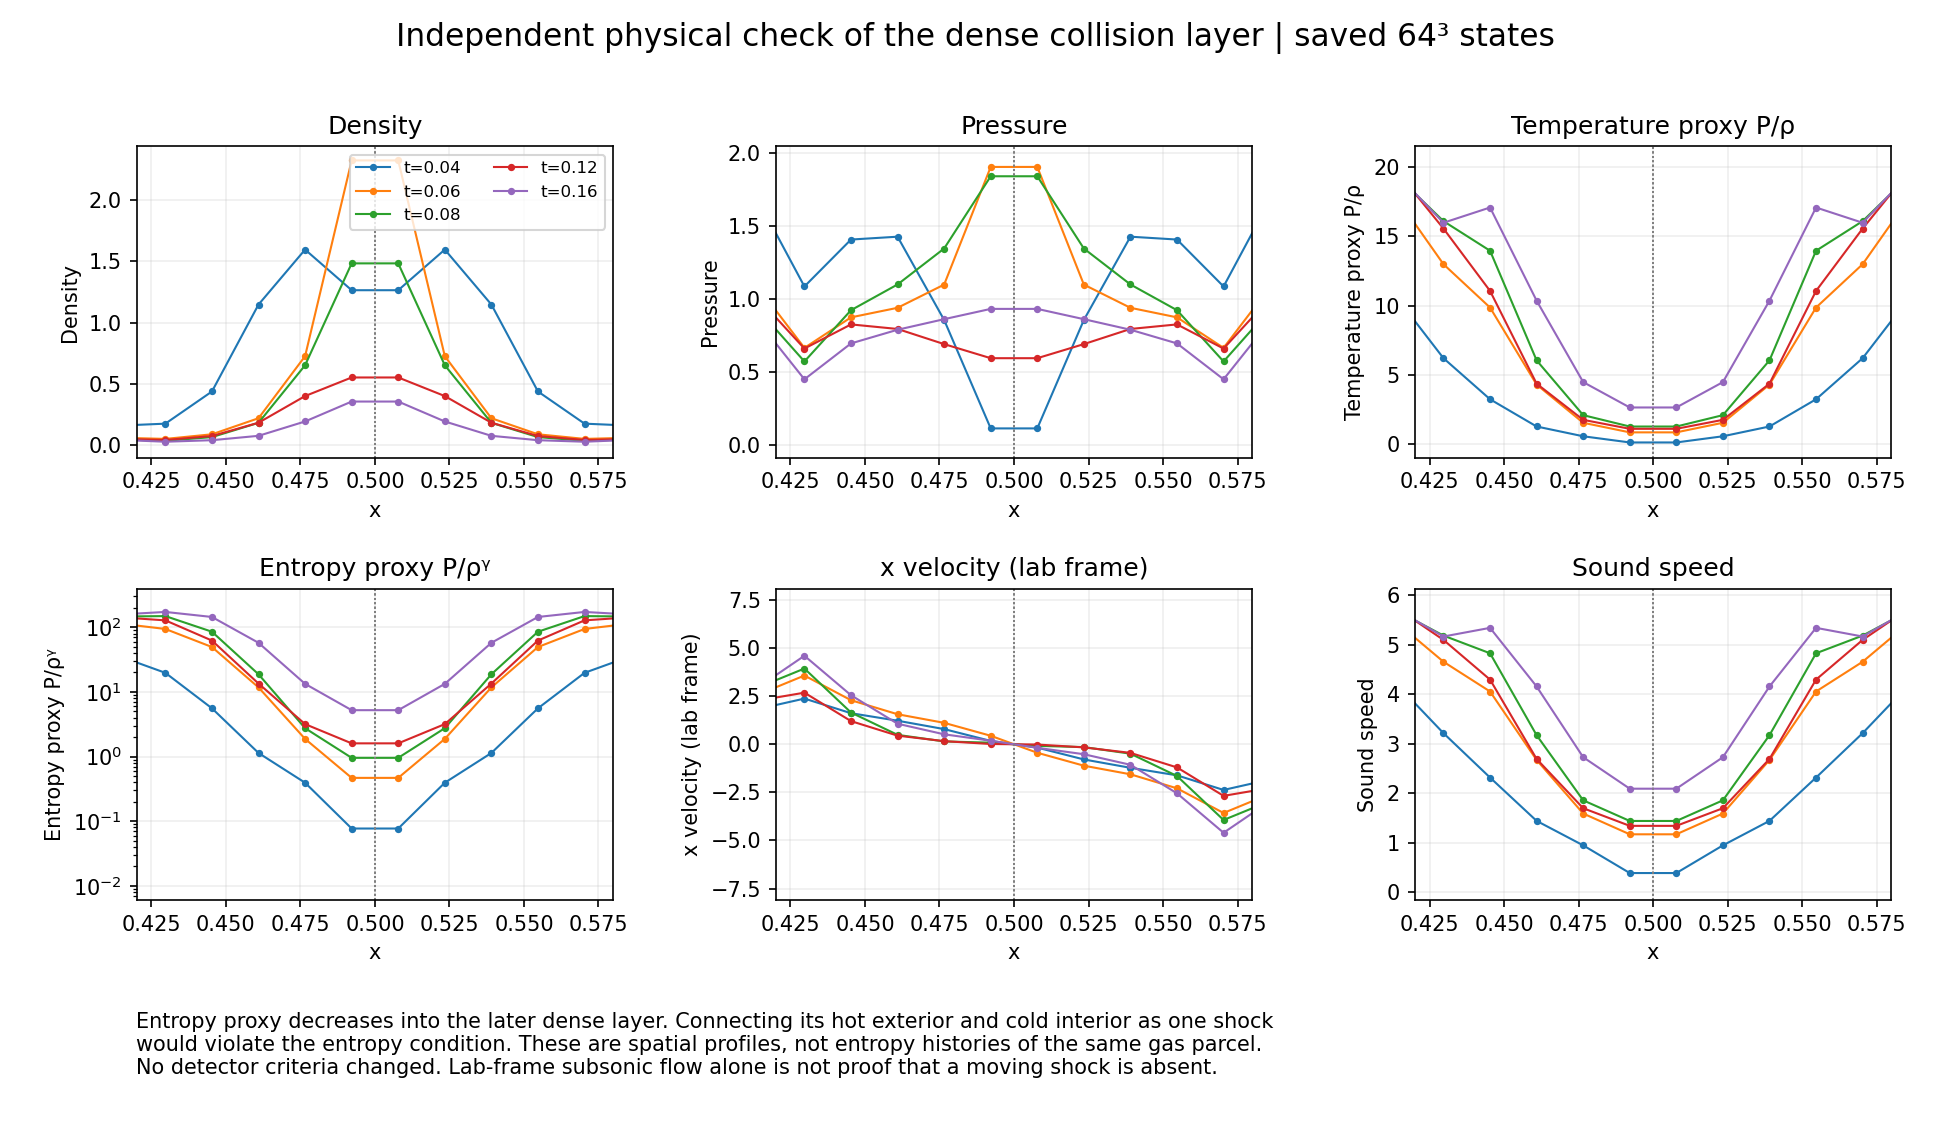 Independent physical check of the dense collision layer | saved 64³ states
Density
Density
2.0
1.5
1.0
0.5
0.0
t=0.04
t=0.06
t=0.08
t=0.12
t=0.16
0.425 0.450 0.475 0.500 0.525 0.550 0.575
x
Pressure
Pressure
2.0
1.5
1.0
0.5
0.0
0.425 0.450 0.475 0.500 0.525 0.550 0.575
x
Temperature proxy P/ρ
Temperature proxy P/ρ
20
15
10
5
0
0.425 0.450 0.475 0.500 0.525 0.550 0.575
x
Entropy proxy P/ρᵞ
Entropy proxy P/ρᵞ
10²
10¹
10⁰
10⁻¹
10⁻²
0.425 0.450 0.475 0.500 0.525 0.550 0.575
x
x velocity (lab frame)
x velocity (lab frame)
7.5
5.0
2.5
0.0
−2.5
−5.0
−7.5
0.425 0.450 0.475 0.500 0.525 0.550 0.575
x
Sound speed
Sound speed
6
5
4
3
2
1
0
0.425 0.450 0.475 0.500 0.525 0.550 0.575
x
Entropy proxy decreases into the later dense layer. Connecting its hot exterior and cold interior as one shock
would violate the entropy condition. These are spatial profiles, not entropy histories of the same gas parcel.
No detector criteria changed. Lab-frame subsonic flow alone is not proof that a moving shock is absent.